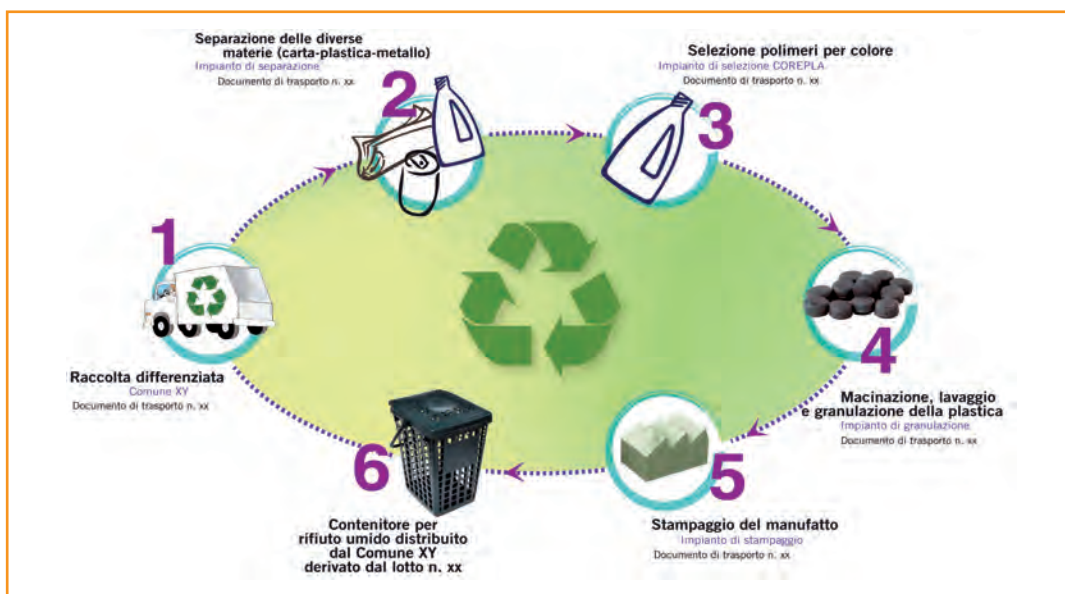 1
Raccolta differenziata
Comune XY
Documento di trasporto n. xx
2
Separazione delle diverse
materie (carta-plastica-metallo)
Impianto di separazione
Documento di trasporto n. xx
3
Selezione polimeri per colore
Impianto di selezione COREPLA
Documento di trasporto n. xx
4
Macinazione, lavaggio
e granulazione della plastica
Impianto di granulazione
Documento di trasporto n. xx
5
Stampaggio del manufatto
Impianto di stampaggio
Documento di trasporto n. xx
6
Contenitore per
rifiuto umido distribuito
dal Comune XY
derivato dal lotto n. xx